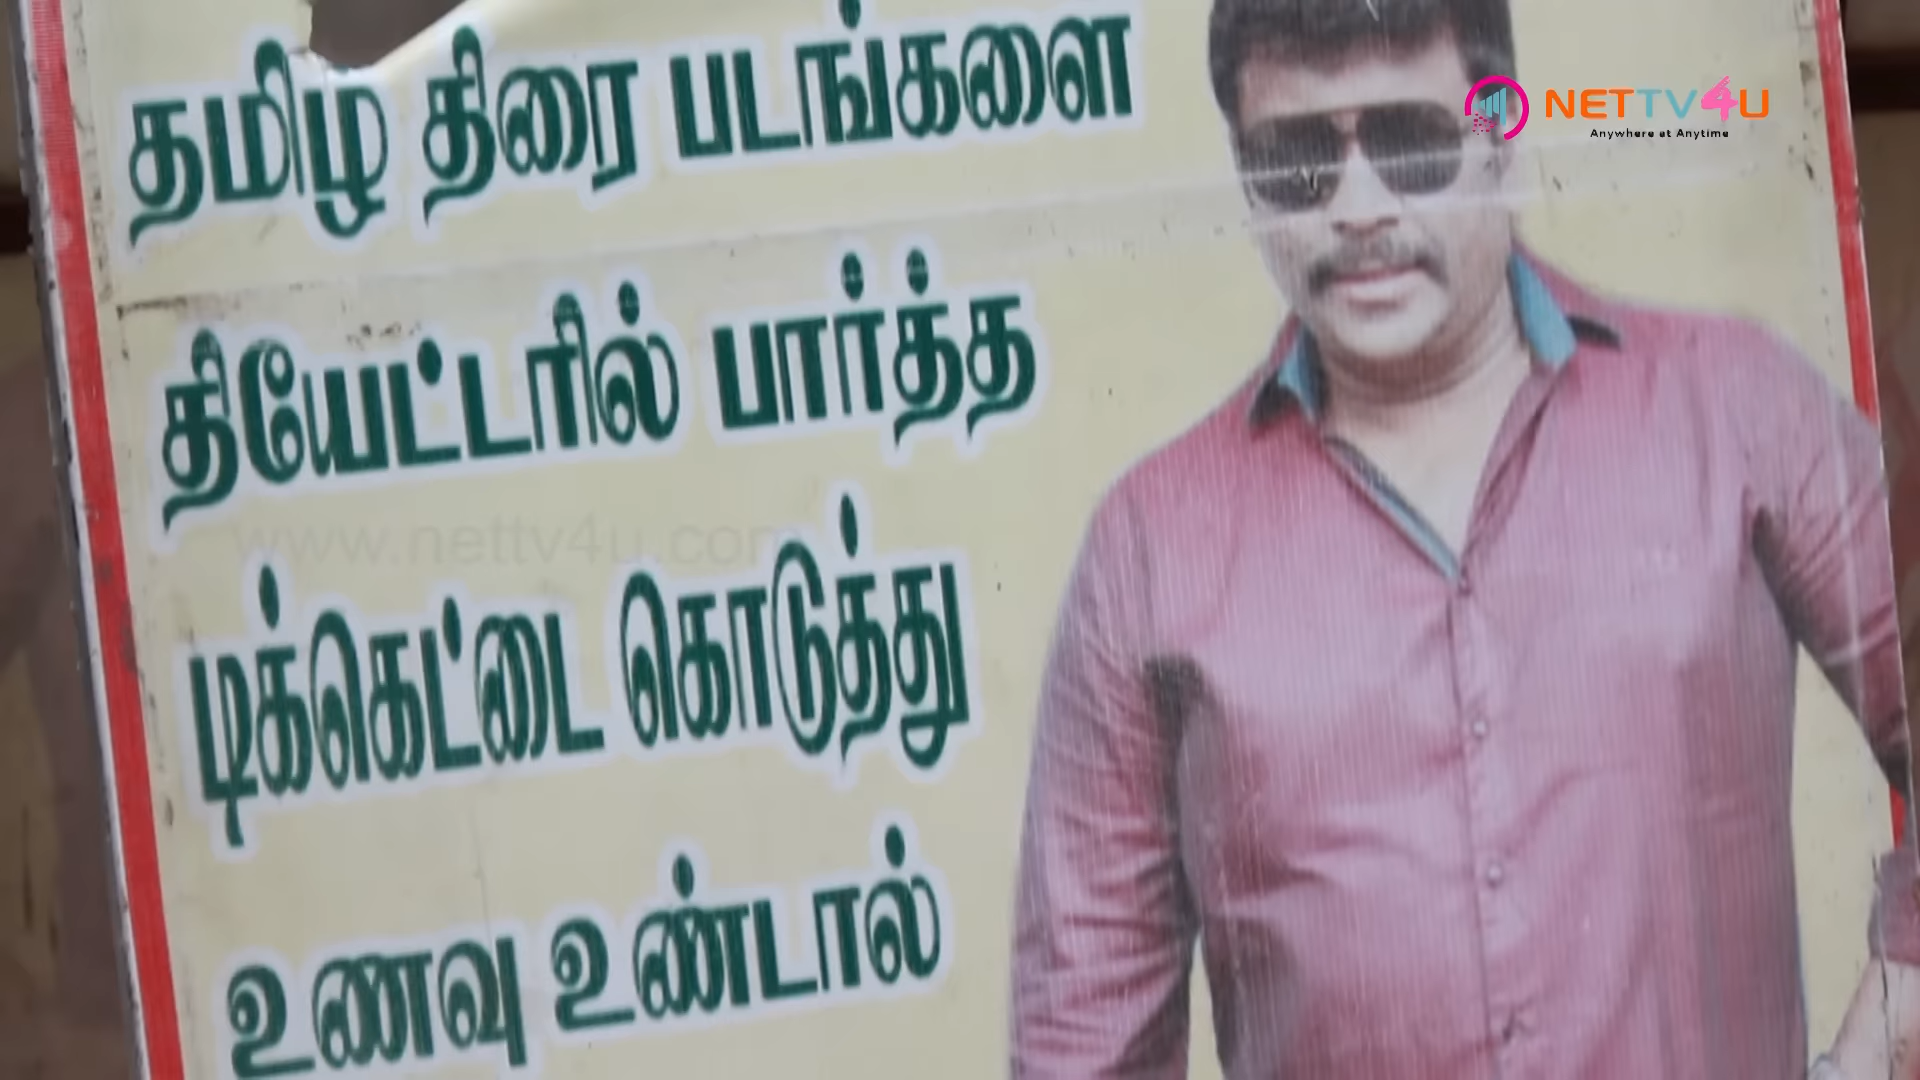 தமிழ திரை படங்களை
NETTV4U
Anywhere at Anytime
தியேட்டரில் பார்த்த
www.nettv4u.com
டிக்கெட்டை கொடுத்து
உணவு உண்டால்